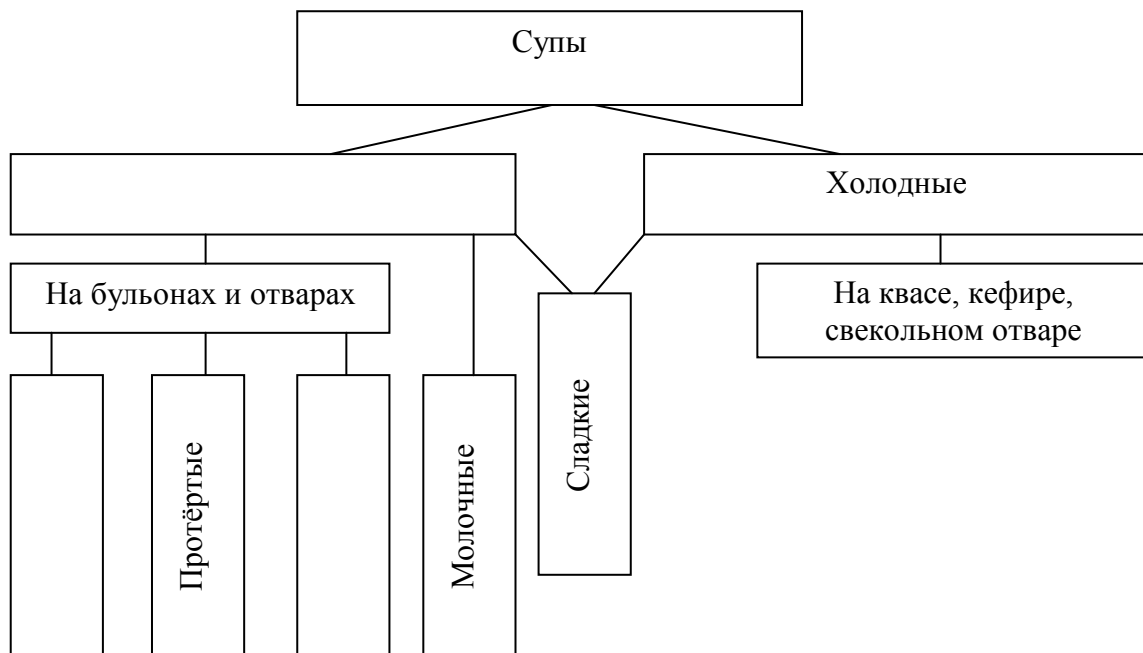 Супы
Холодные
На бульонах и отварах
На квасе, кефире,
свекольном отваре
Протёртые
Молочные
Сладкие